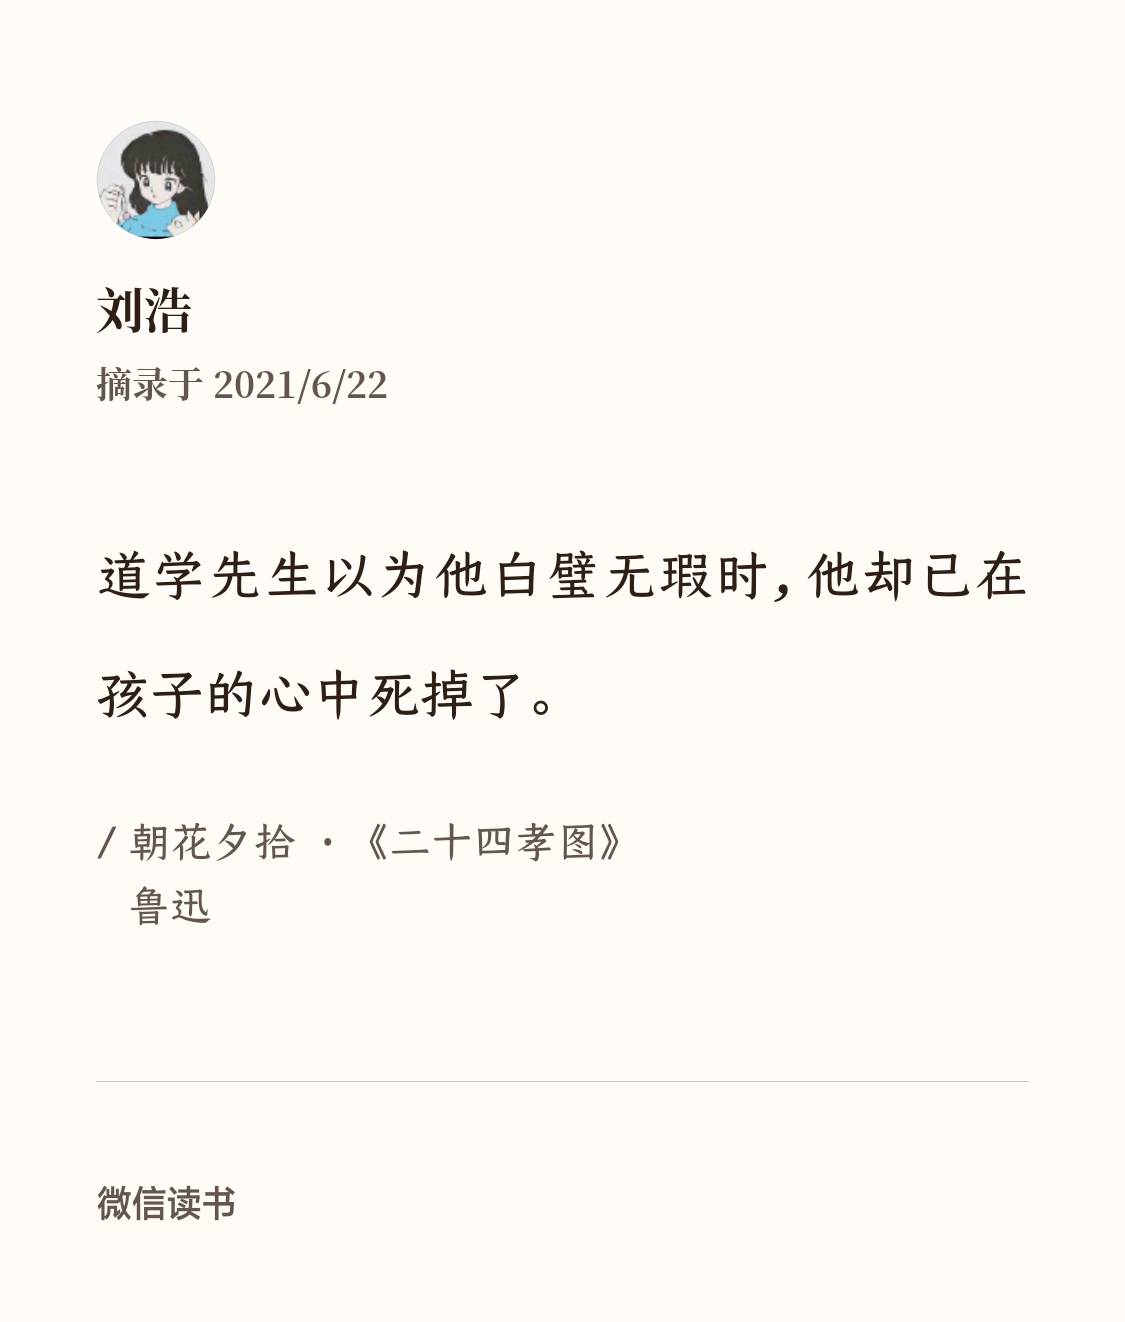 刘浩
摘录于 2021/6/22
道学先生以为他白璧无瑕时，他却已在
孩子的心中死掉了。
/ 朝花夕拾 ·《二十四孝图》
鲁迅
微信读书